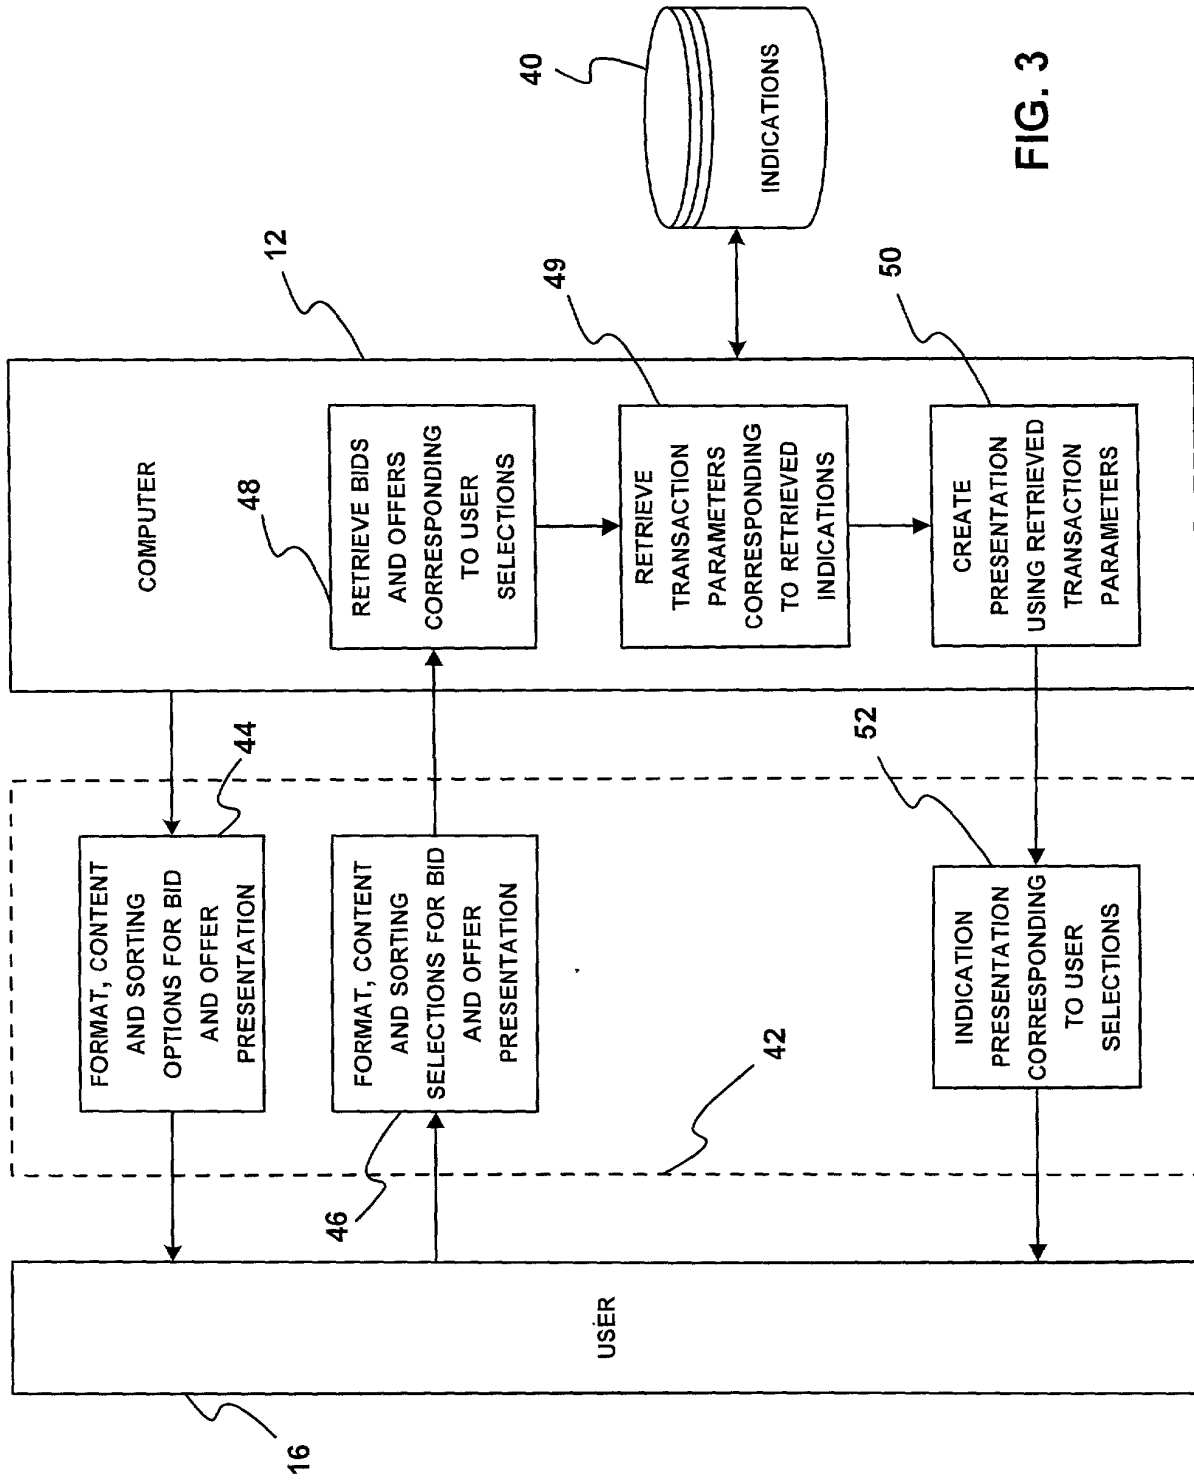 16
USER
46
42
FORMAT, CONTENT
AND SORTING
OPTIONS FOR BID
AND OFFER
PRESENTATION
44
FORMAT, CONTENT
AND SORTING
SELECTIONS FOR BID
AND OFFER
PRESENTATION
INDICATION
PRESENTATION
CORRESPONDING
TO USER
SELECTIONS
52
COMPUTER
12
48
RETRIEVE BIDS
AND OFFERS
CORRESPONDING
TO USER
SELECTIONS
RETRIEVE
TRANSACTION
PARAMETERS
CORRESPONDING
TO RETRIEVED
INDICATIONS
49
CREATE
PRESENTATION
USING RETRIEVED
TRANSACTION
PARAMETERS
50
40
INDICATIONS
FIG. 3